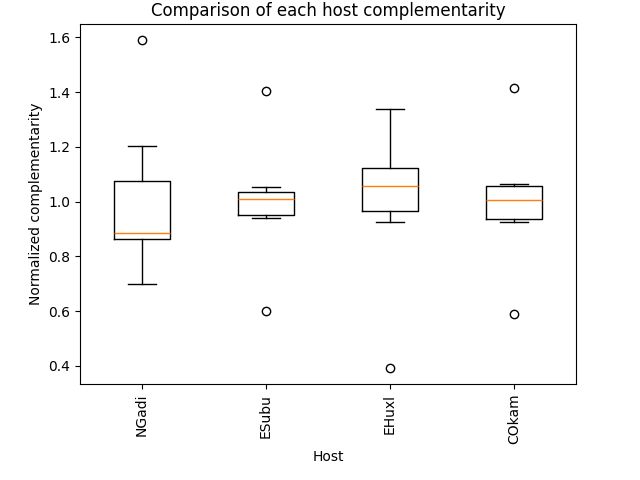 Comparison of each host complementarity
Normalized complementarity
1.6
1.4
1.2
1.0
0.8
0.6
0.4
NGadi
ESubu
EHuxl
COkam
Host